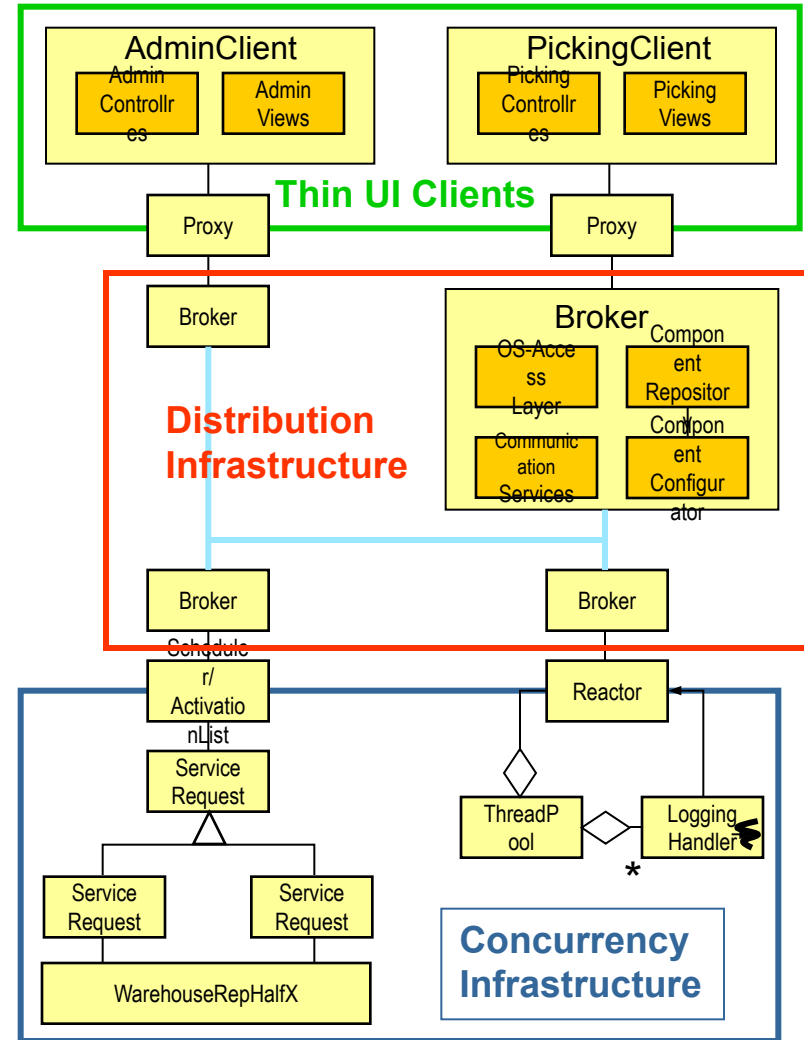 AdminClient
Admin
Controllr
es
Admin
Views
PickingClient
Picking
Controllr
es
Picking
Views
Thin UI Clients
Proxy
Proxy
Broker
Broker
OS-Acce
ss
Layer
Compon
ent
Repositor
y
Communic
ation
Services
Compon
ent
Configur
ator
Distribution
Infrastructure
Broker
Broker
Schedule
r/
Activatio
nList
Reactor
Service
Request
ThreadP
ool
Logging
Handler
*
Service
Request
Service
Request
WarehouseRepHalfX
Concurrency
Infrastructure